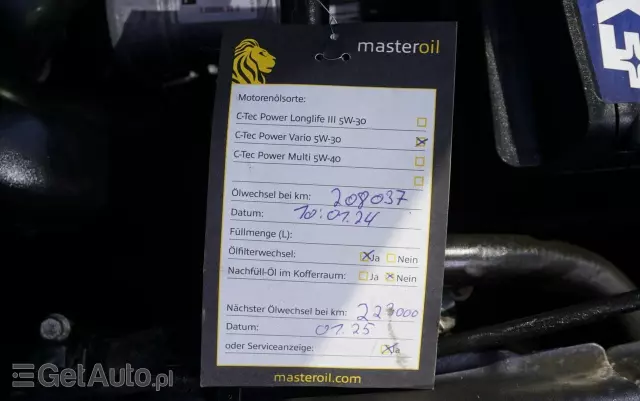 masteroil
Motorenölsorte:
C-Tec Power Longlife III 5W-30
C-Tec Power Vario 5W-30
C-Tec Power Multi 5W-40
Ölwechsel bei km: 208037
Datum: 10.01.24
Füllmenge (L):
Ölfilterwechsel: Ja Nein
Nachfüll-Öl im Kofferraum: Ja Nein
Nächster Ölwechsel bei km: 223000
Datum: 01.25
oder Serviceanzeige: Ja
masteroil.com
GetAuto.pl